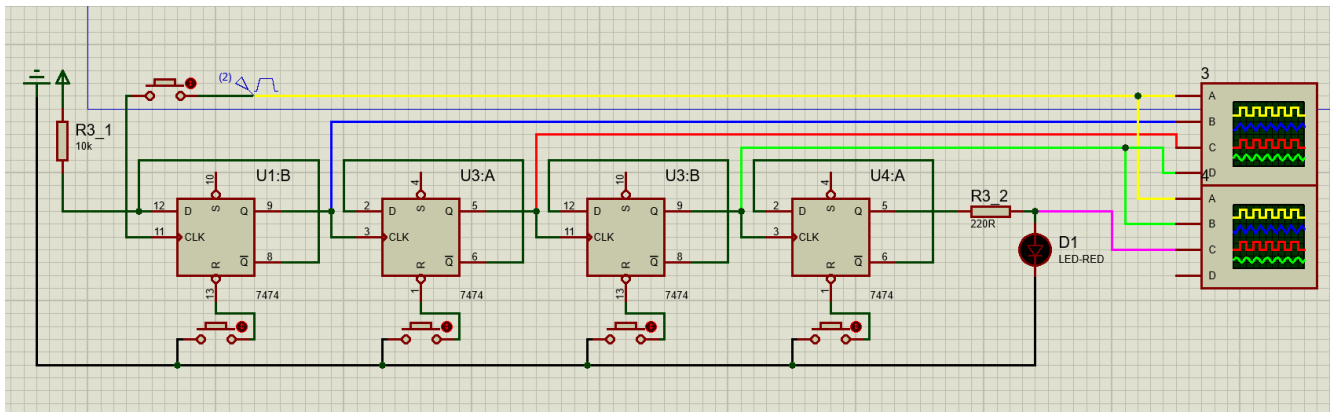 3
(2)
A
B
C
D
R3_1
10k
U1:B
U3:A
U3:B
U4:A
10
4
10
4
4
A
B
C
D
12 D S Q 9
11 CLK
Q 8
R
13
7474
2 D S Q 5
3 CLK
Q 6
R
1
7474
12 D S Q 9
11 CLK
Q 8
R
13
7474
2 D S Q 5
3 CLK
Q 6
R
1
7474
R3_2
220R
D1
LED-RED